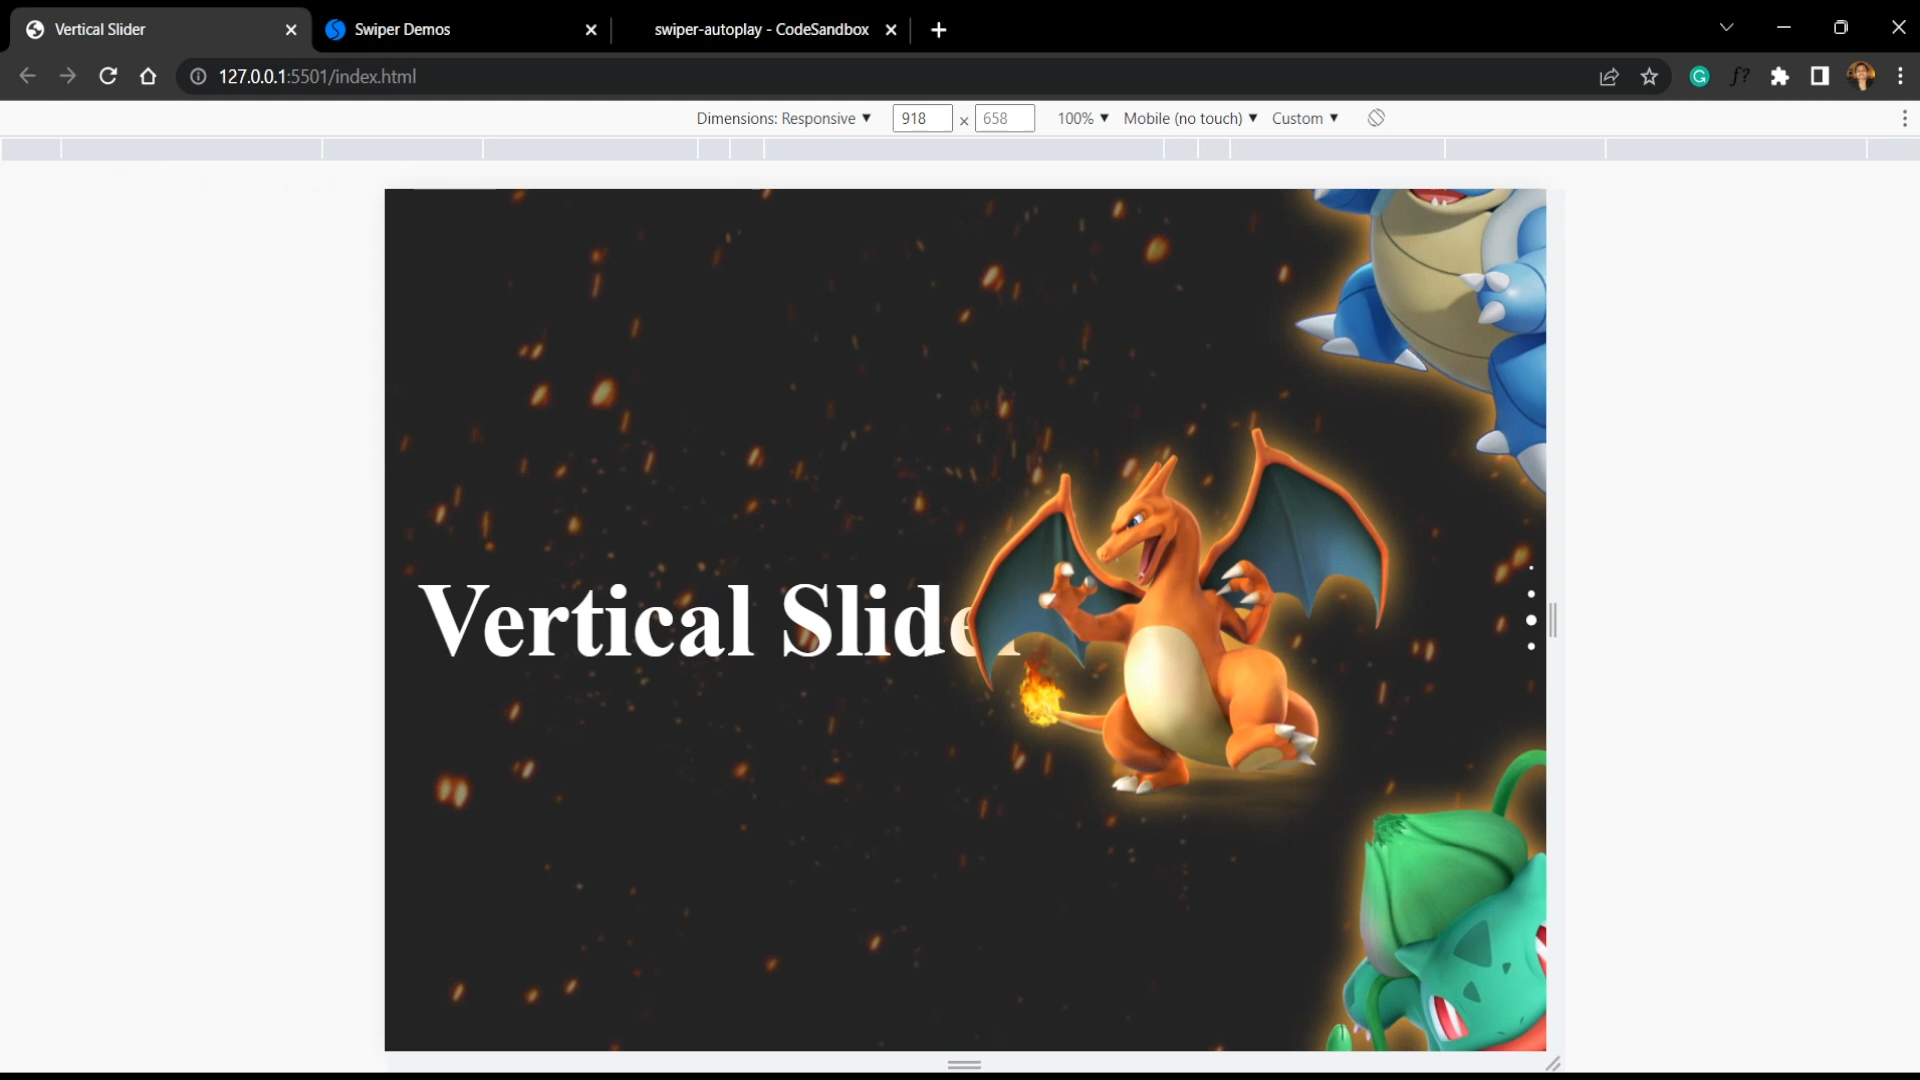 Vertical Slider
Swiper Demos
swiper-autoplay - CodeSandbox
127.0.0.1:5501/index.html
f?
Dimensions: Responsive ▼ 918 × 658 100% ▼ Mobile (no touch) ▼ Custom ▼
Vertical Slider